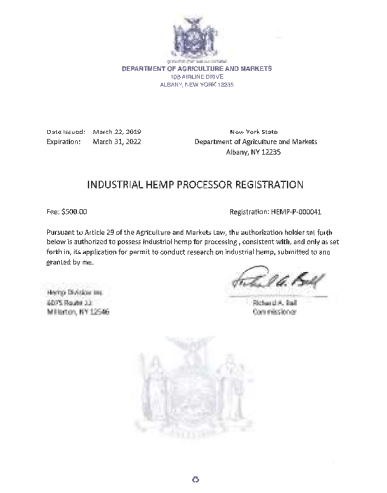 DEPARTMENT OF AGRICULTURE AND MARKETS
10B AIRLINE DRIVE
ALBANY, NEW YORK 12235
Date Issued: March 22, 2019
New York State
Expiration: March 31, 2022
Department of Agriculture and Markets
Albany, NY 12235
INDUSTRIAL HEMP PROCESSOR REGISTRATION
Fee: $500.00
Registration: HEMP-P-000041
Pursuant to Article 29 of the Agriculture and Markets Law, the authorization holder set forth
below is authorized to possess industrial hemp for processing, consistent with, and only as set
forth in, its application for permit to conduct research on industrial hemp, submitted to and
granted by me.
Hemp Division Inc
Richard A. Ball
6075 Route 22
Commissioner
Millerton, NY 12546